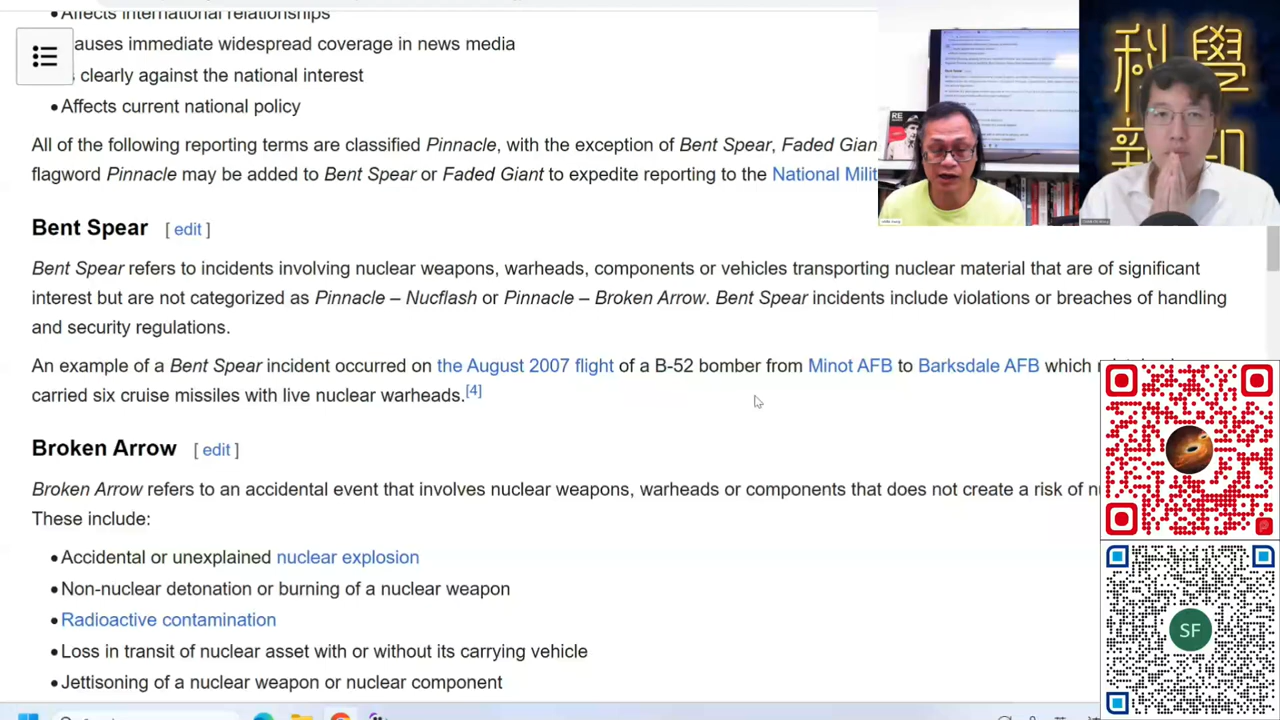 Affects international relationships
auses immediate widespread coverage in news media
clearly against the national interest
Affects current national policy
All of the following reporting terms are classified Pinnacle, with the exception of Bent Spear, Faded Gian
flagword Pinnacle may be added to Bent Spear or Faded Giant to expedite reporting to the National Milit
Bent Spear [ edit ]
Bent Spear refers to incidents involving nuclear weapons, warheads, components or vehicles transporting nuclear material that are of significant
interest but are not categorized as Pinnacle – Nucflash or Pinnacle – Broken Arrow. Bent Spear incidents include violations or breaches of handling
and security regulations.
An example of a Bent Spear incident occurred on the August 2007 flight of a B-52 bomber from Minot AFB to Barksdale AFB which
carried six cruise missiles with live nuclear warheads.[4]
Broken Arrow [ edit ]
Broken Arrow refers to an accidental event that involves nuclear weapons, warheads or components that does not create a risk of nu
These include:
Accidental or unexplained nuclear explosion
Non-nuclear detonation or burning of a nuclear weapon
Radioactive contamination
Loss in transit of nuclear asset with or without its carrying vehicle
Jettisoning of a nuclear weapon or nuclear component
科學
新知
RE
SF